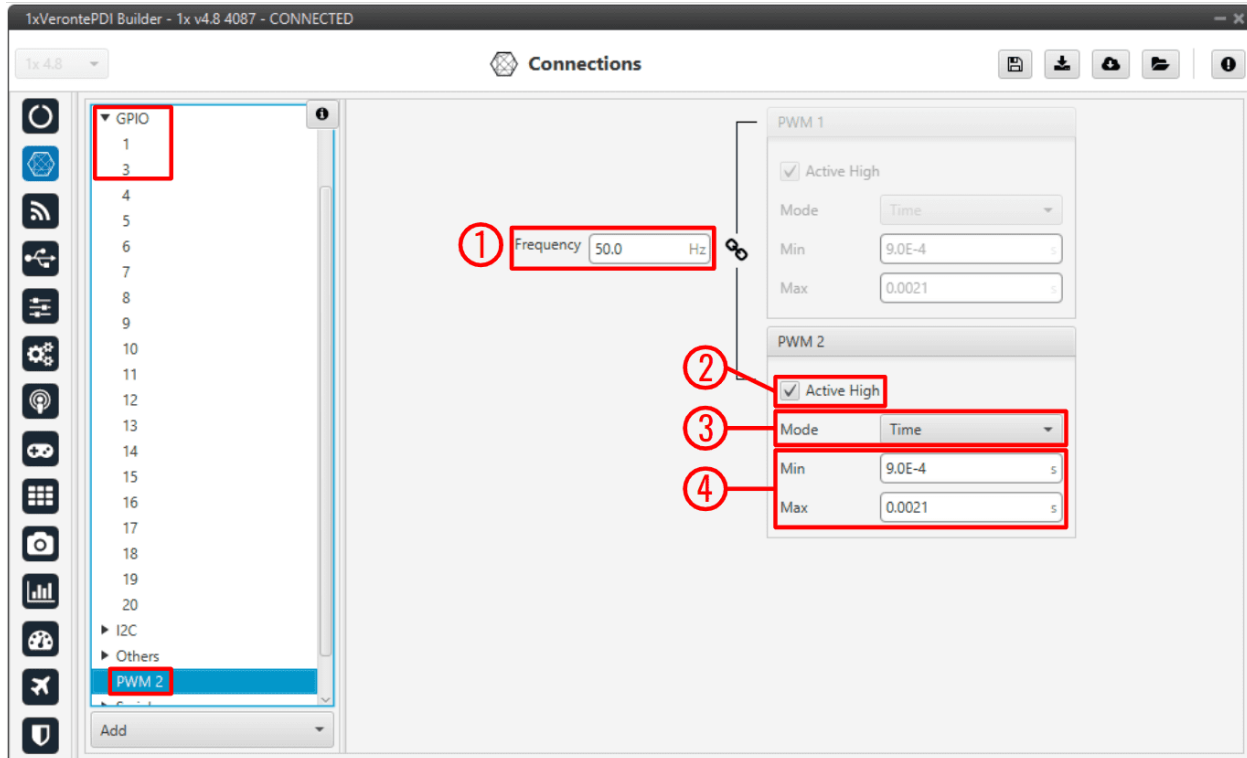 1xVerontePDI Builder - 1x v4.8 4087 - CONNECTED
1x 4.8
Connections
GPIO
1
3
4
5
6
7
8
9
10
11
12
13
14
15
16
17
18
19
20
I2C
Others
PWM 2
Add
1
Frequency 50.0 Hz
PWM 1
Active High
Mode Time
Min 9.0E-4 s
Max 0.0021 s
PWM 2
2
Active High
3
Mode Time
4
Min 9.0E-4 s
Max 0.0021 s